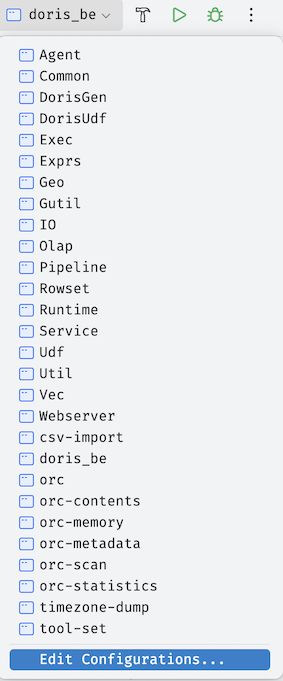 doris_be
Agent
Common
DorisGen
DorisUdf
Exec
Exprs
Geo
Gutil
IO
Olap
Pipeline
Rowset
Runtime
Service
Udf
Util
Vec
Webserver
csv-import
doris_be
orc
orc-contents
orc-memory
orc-metadata
orc-scan
orc-statistics
timezone-dump
tool-set
Edit Configurations...